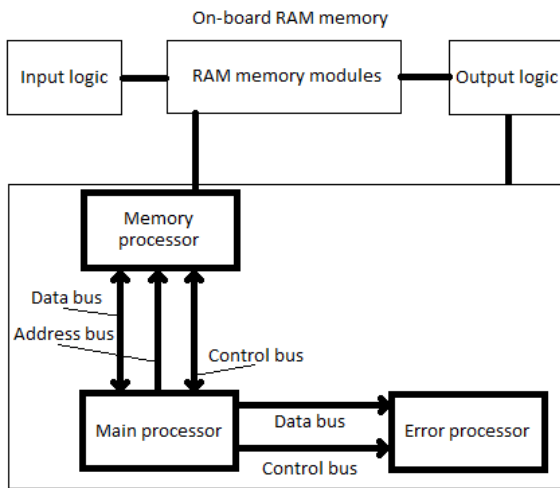 On-board RAM memory
Input logic
RAM memory modules
Output logic
Memory
processor
Data bus
Address bus
Control bus
Main processor
Data bus
Control bus
Error processor